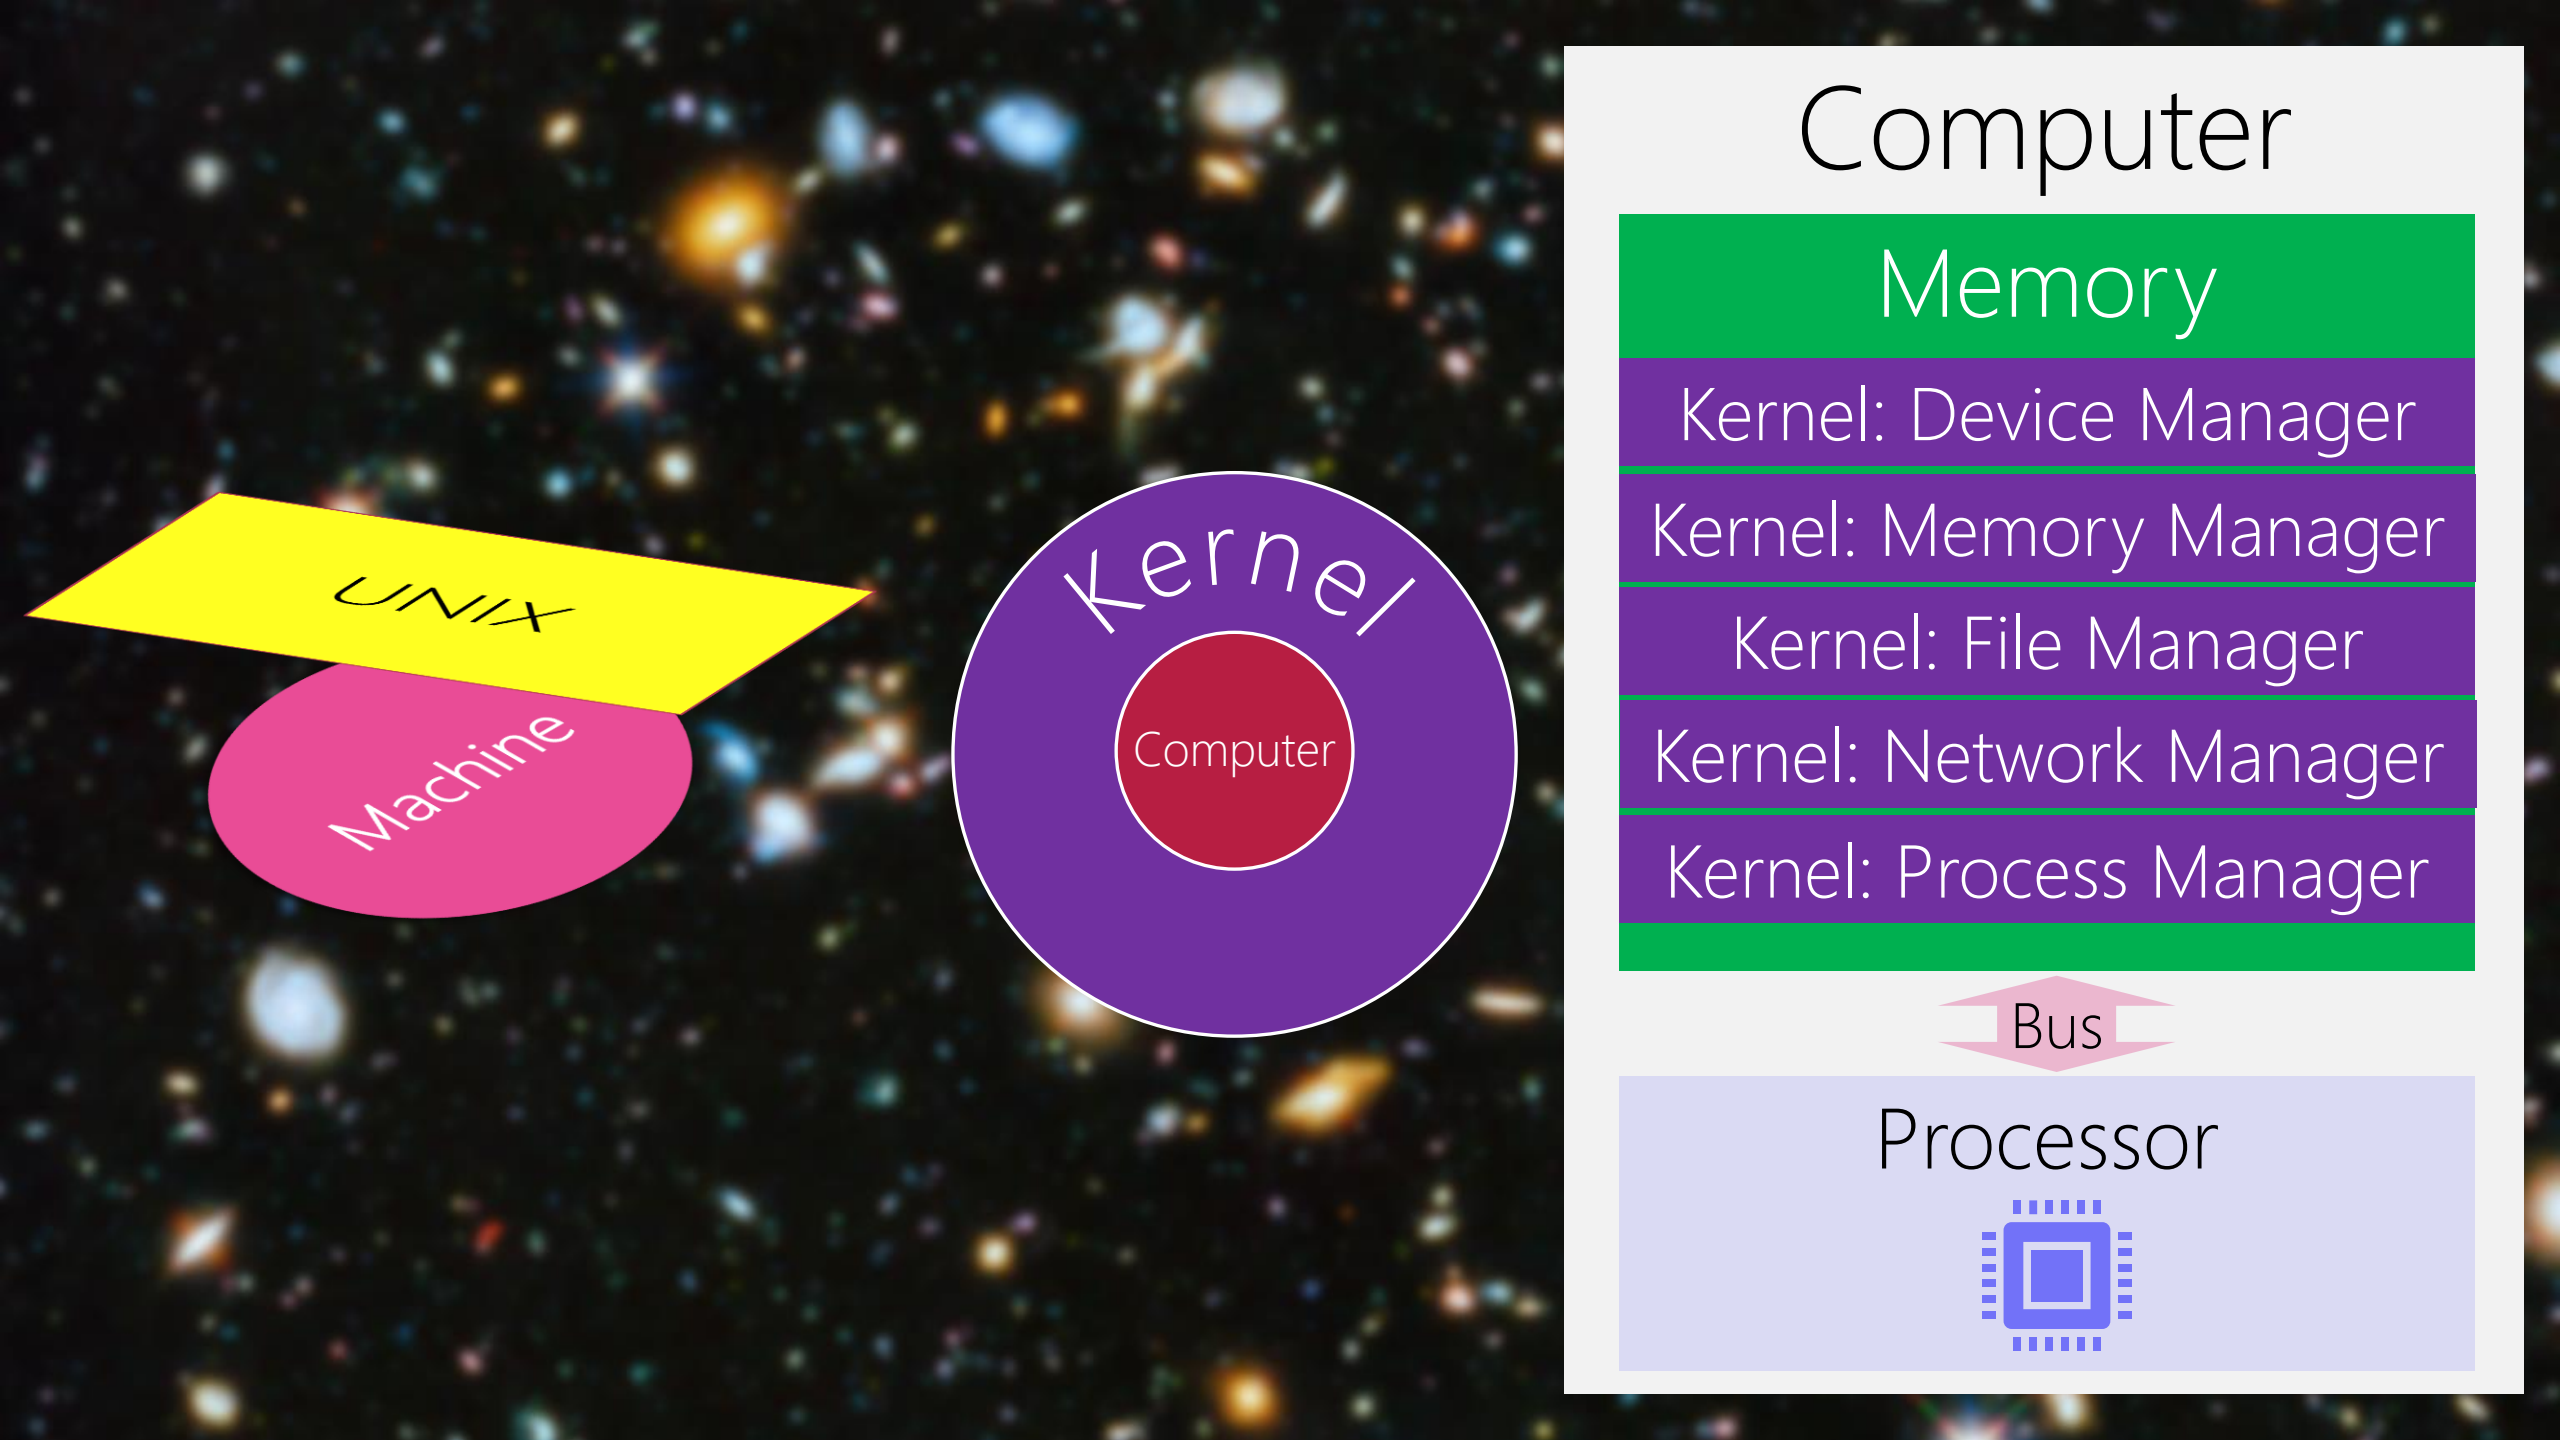 UNIX
Machine
Kernel
Computer
Computer
Memory
Kernel: Device Manager
Kernel: Memory Manager
Kernel: File Manager
Kernel: Network Manager
Kernel: Process Manager
Bus
Processor